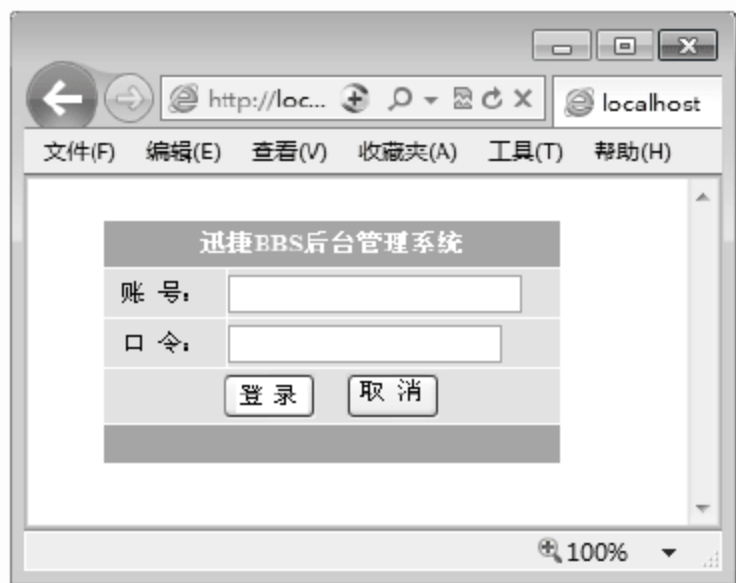 http://loc...
localhost
文件(F) 编辑(E) 查看(V) 收藏夹(A) 工具(T) 帮助(H)
迅捷BBS后台管理系统
账 号:
口 令:
登 录 取 消
100%